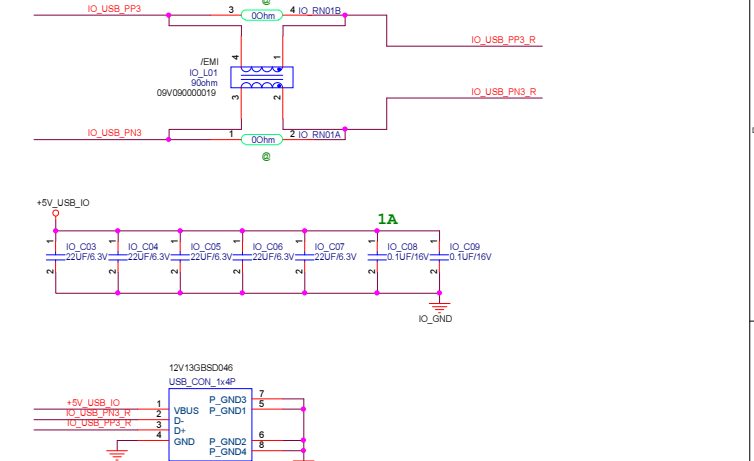 @
IO_USB_PP3
3
0Ohm
4
IO_RN01B
IO_USB_PP3_R
/EMI
IO_L01
90ohm
09V090000019
4
1
3
2
IO_USB_PN3_R
IO_USB_PN3
1
0Ohm
2
IO_RN01A
@
+5V_USB_IO
1A
1
IO_C03
22UF/6.3V
2
1
IO_C04
22UF/6.3V
2
1
IO_C05
22UF/6.3V
2
1
IO_C06
22UF/6.3V
2
1
IO_C07
22UF/6.3V
2
1
IO_C08
0.1UF/16V
2
1
IO_C09
0.1UF/16V
2
IO_GND
12V13GBSD046
USB_CON_1x4P
+5V_USB_IO
1
VBUS
IO_USB_PN3_R
2
D-
IO_USB_PP3_R
3
D+
4
GND
P_GND3
7
P_GND1
5
P_GND2
6
P_GND4
8